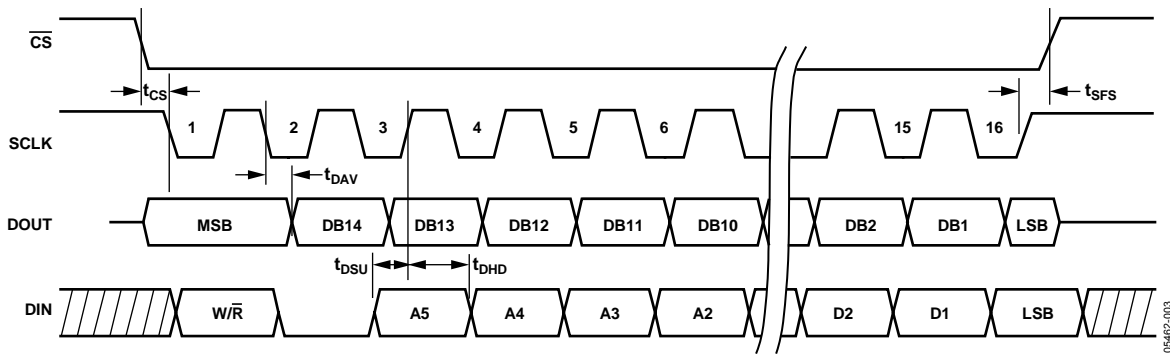 CS
tCS
tSFS
SCLK
1 2 3 4 5 6 15 16
tDAV
DOUT
MSB DB14 DB13 DB12 DB11 DB10 DB2 DB1 LSB
tDSU tDHD
DIN
W/R A5 A4 A3 A2 D2 D1 LSB
05462-003